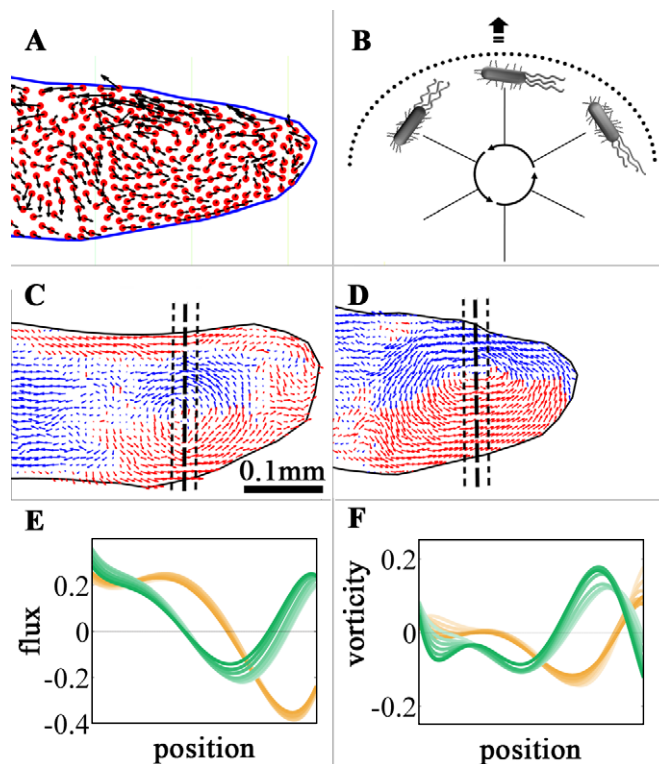 A
B
C
D
0.1mm
E
F
flux
0.2
0
-0.2
-0.4
position
vorticity
0.2
0
-0.2
position